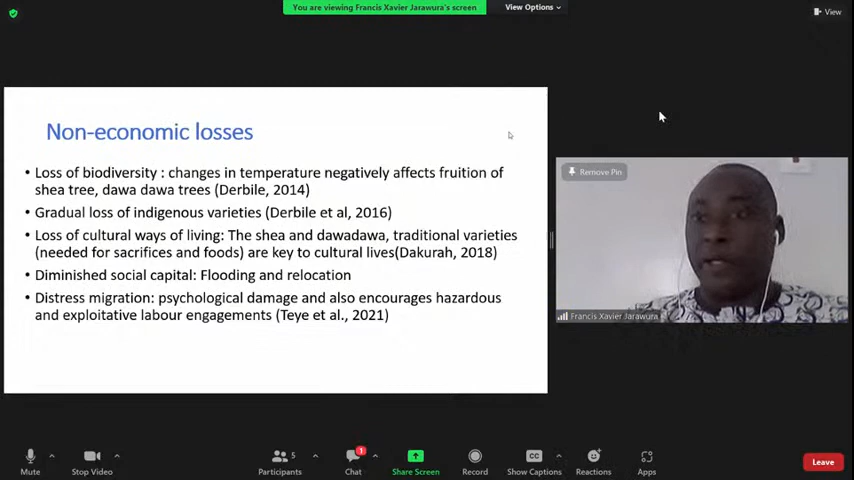 You are viewing Francis Xavier Jarawura's screen
View Options
View
Non-economic losses
• Loss of biodiversity : changes in temperature negatively affects fruition of
shea tree, dawa dawa trees (Derbile, 2014)
• Gradual loss of indigenous varieties (Derbile et al, 2016)
• Loss of cultural ways of living: The shea and dawadawa, traditional varieties
(needed for sacrifices and foods) are key to cultural lives(Dakurah, 2018)
• Diminished social capital: Flooding and relocation
• Distress migration: psychological damage and also encourages hazardous
and exploitative labour engagements (Teye et al., 2021)
Remove Pin
Francis Xavier Jarawura
Mute
Stop Video
5
Participants
1
Chat
Share Screen
Record
CC
Show Captions
Reactions
Apps
Leave